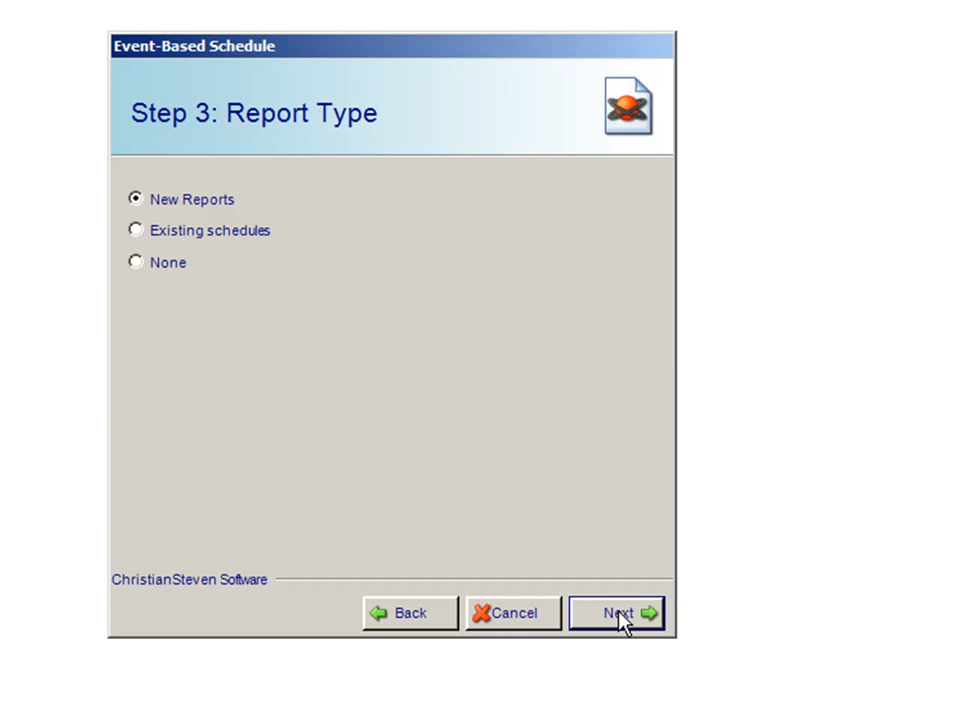 Event-Based Schedule
Step 3: Report Type
New Reports
Existing schedules
None
ChristianSteven Software
Back
Cancel
Next